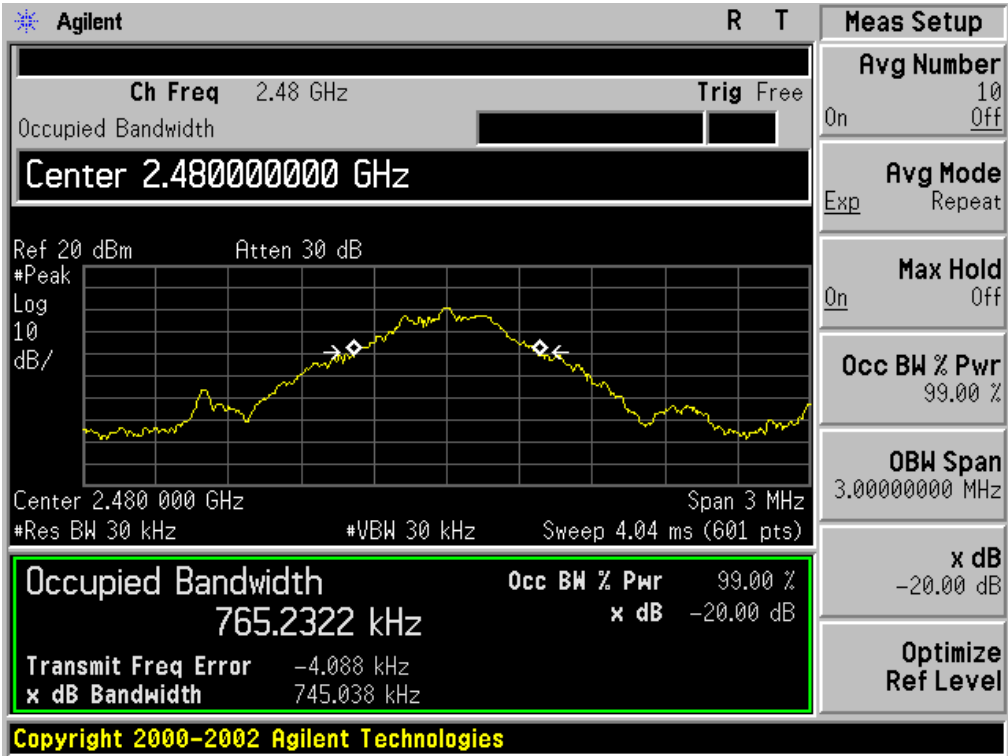 Agilent R T
Ch Freq 2.48 GHz Trig Free
Occupied Bandwidth
Center 2.480000000 GHz
Ref 20 dBm Atten 30 dB
#Peak
Log
10
dB/
Center 2.480 000 GHz Span 3 MHz
#Res BW 30 kHz #VBW 30 kHz Sweep 4.04 ms (601 pts)
Occupied Bandwidth
765.2322 kHz
Occ BW % Pwr 99.00 %
x dB -20.00 dB
Transmit Freq Error -4.088 kHz
x dB Bandwidth 745.038 kHz
Copyright 2000-2002 Agilent Technologies
Meas Setup
Avg Number
10
On Off
Avg Mode
Exp Repeat
Max Hold
On Off
Occ BW % Pwr
99.00 %
OBW Span
3.00000000 MHz
x dB
-20.00 dB
Optimize
Ref Level